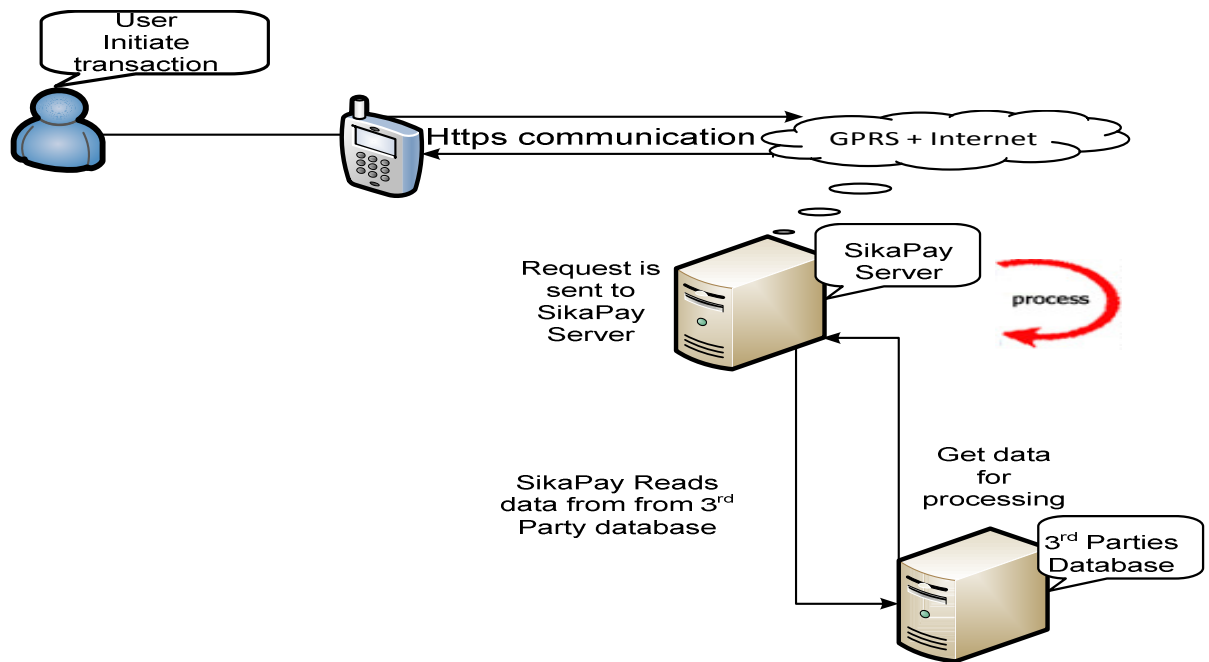 User
Initiate
transaction
Https communication
GPRS + Internet
SikaPay
Server
Request is
sent to
SikaPay
Server
process
SikaPay Reads
data from from 3rd
Party database
Get data
for
processing
3rd Parties
Database